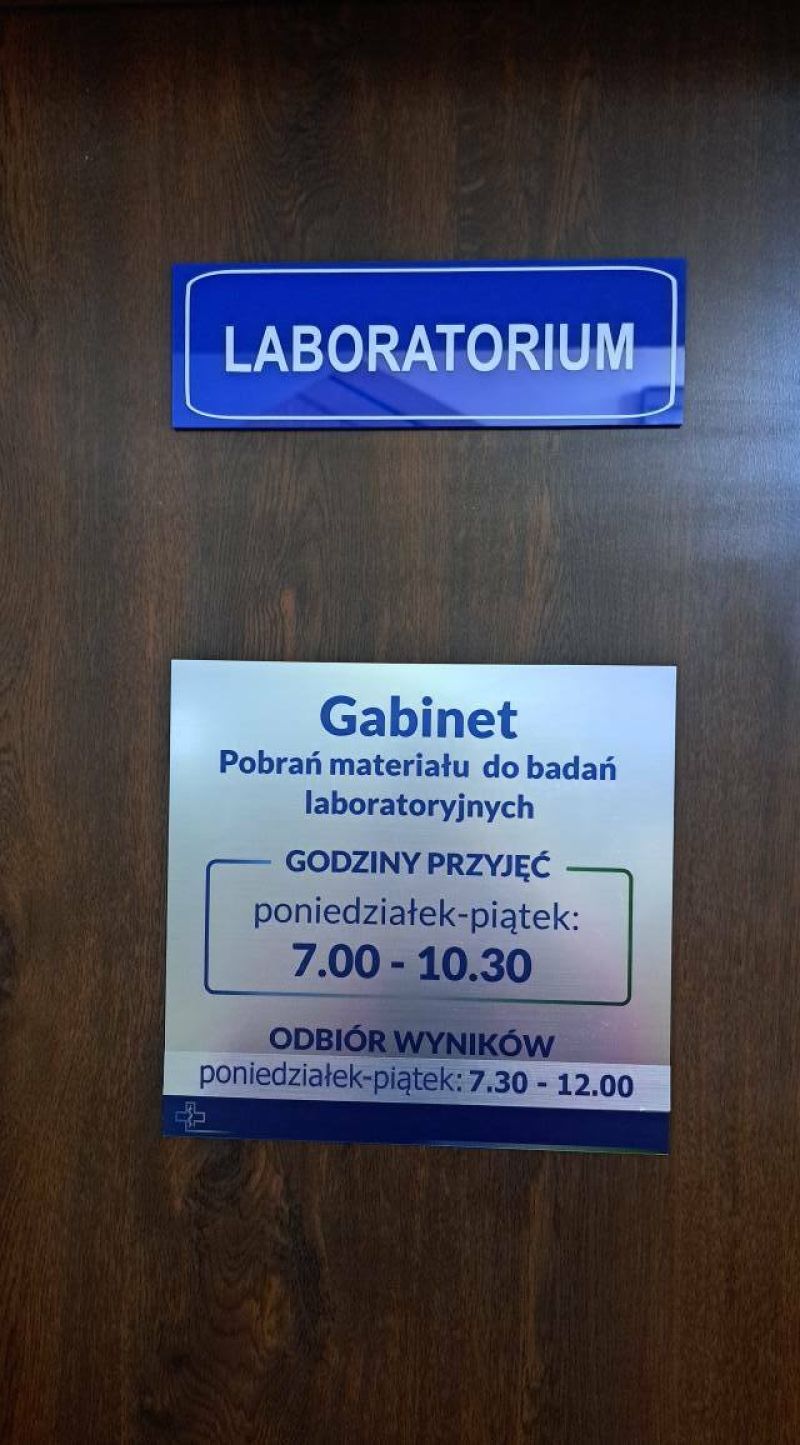 LABORATORIUM
Gabinet
Pobrań materiału do badań
laboratoryjnych
GODZINY PRZYJĘĆ
poniedziałek-piątek:
7.00 - 10.30
ODBIÓR WYNIKÓW
poniedziałek-piątek: 7.30 - 12.00